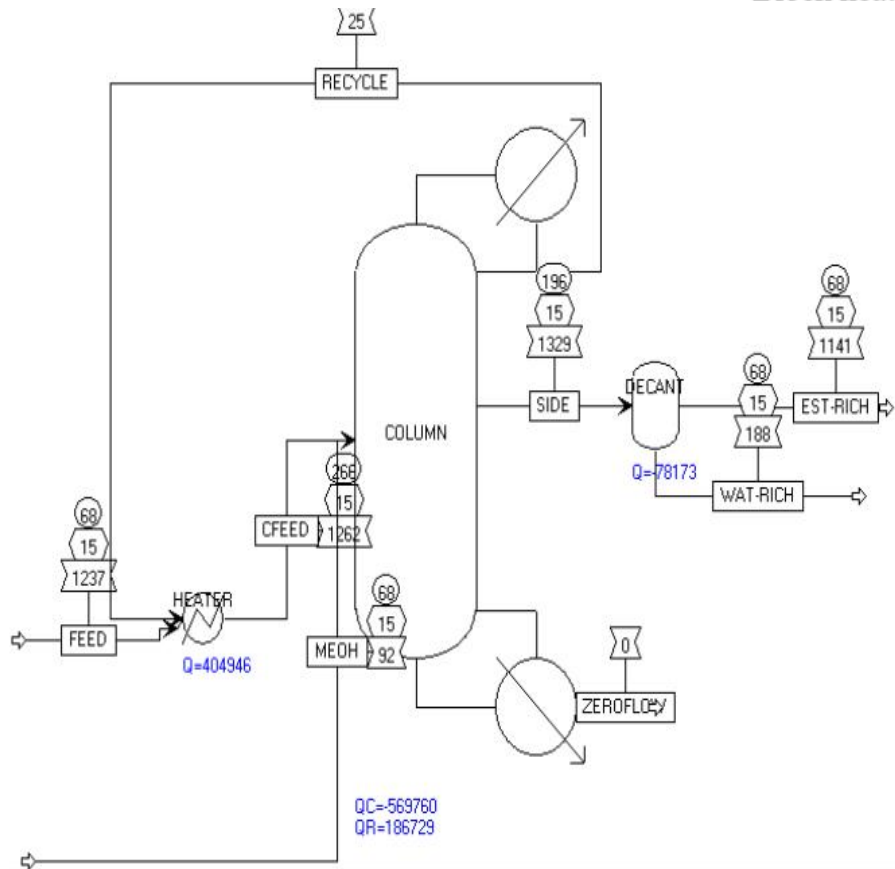 25
RECYCLE
196
15
1329
SIDE
DECANT
Q=-78173
68
15
188
WAT-RICH
68
15
1141
EST-RICH
COLUMN
268
15
1262
CFEED
68
15
1237
FEED
HEATER
Q=404946
68
15
92
MEOH
0
ZEROFLOW
QC=-569760
QR=186729